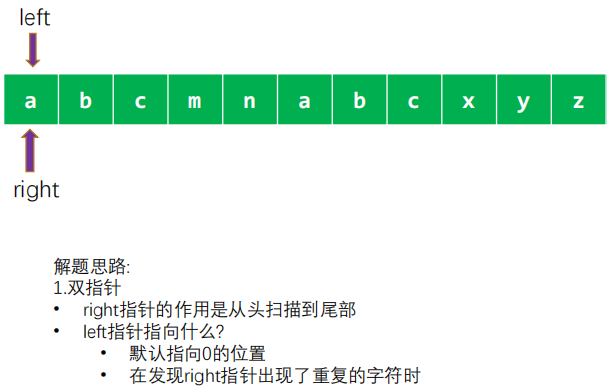 left
a b c m n a b c x y z
right
解题思路:
1.双指针
• right指针的作用是从头扫描到尾部
• left指针指向什么?
• 默认指向0的位置
• 在发现right指针出现了重复的字符时